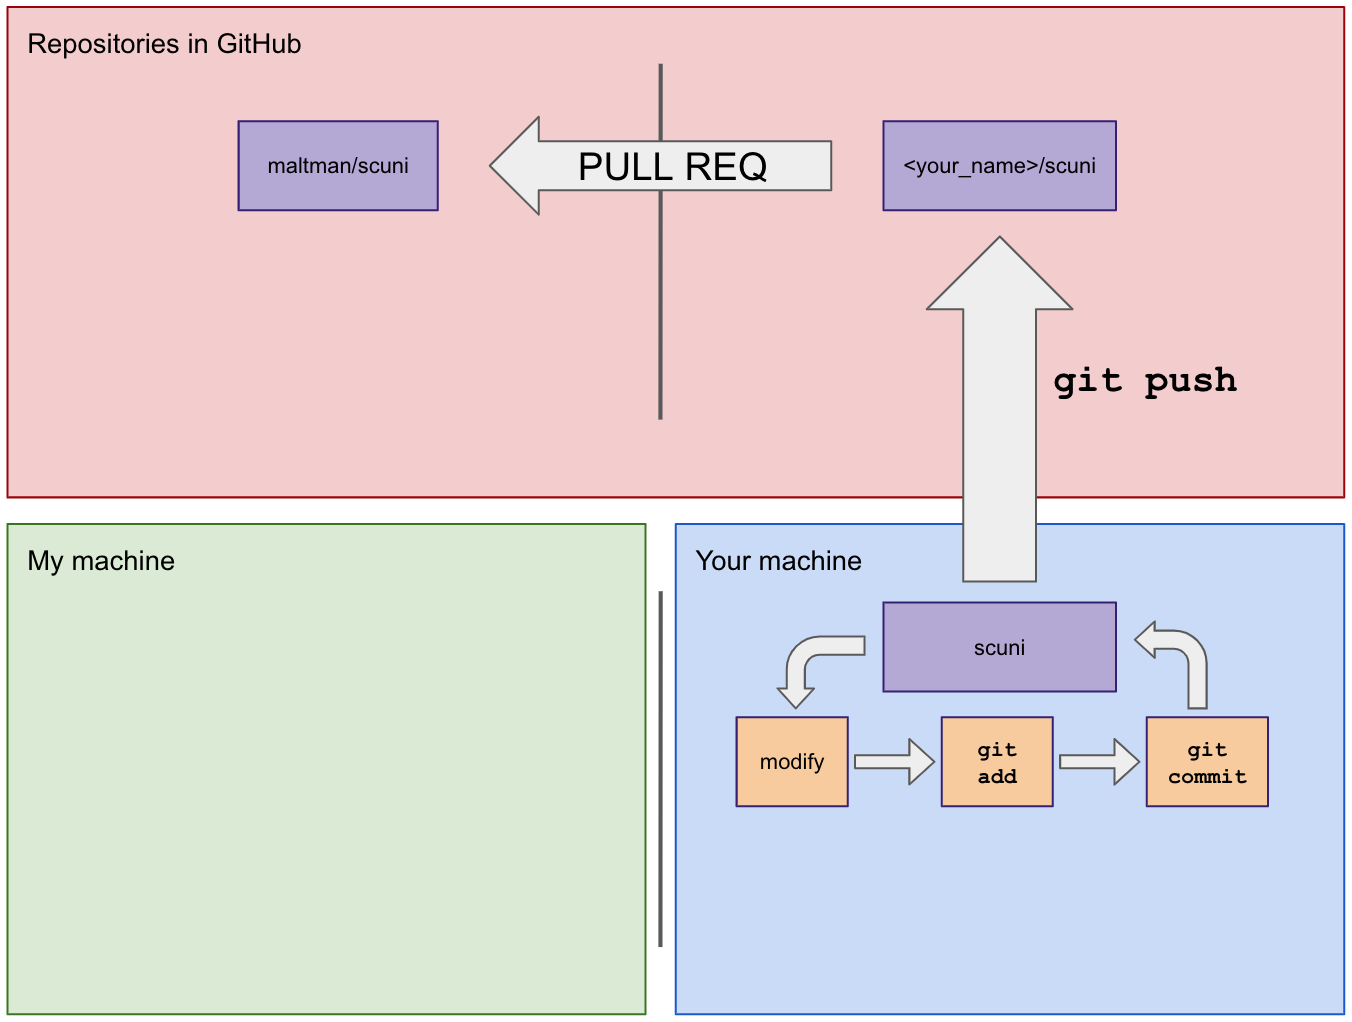 Repositories in GitHub
maltman/scuni
PULL REQ
<your_name>/scuni
git push
My machine
Your machine
scuni
modify
git
add
git
commit